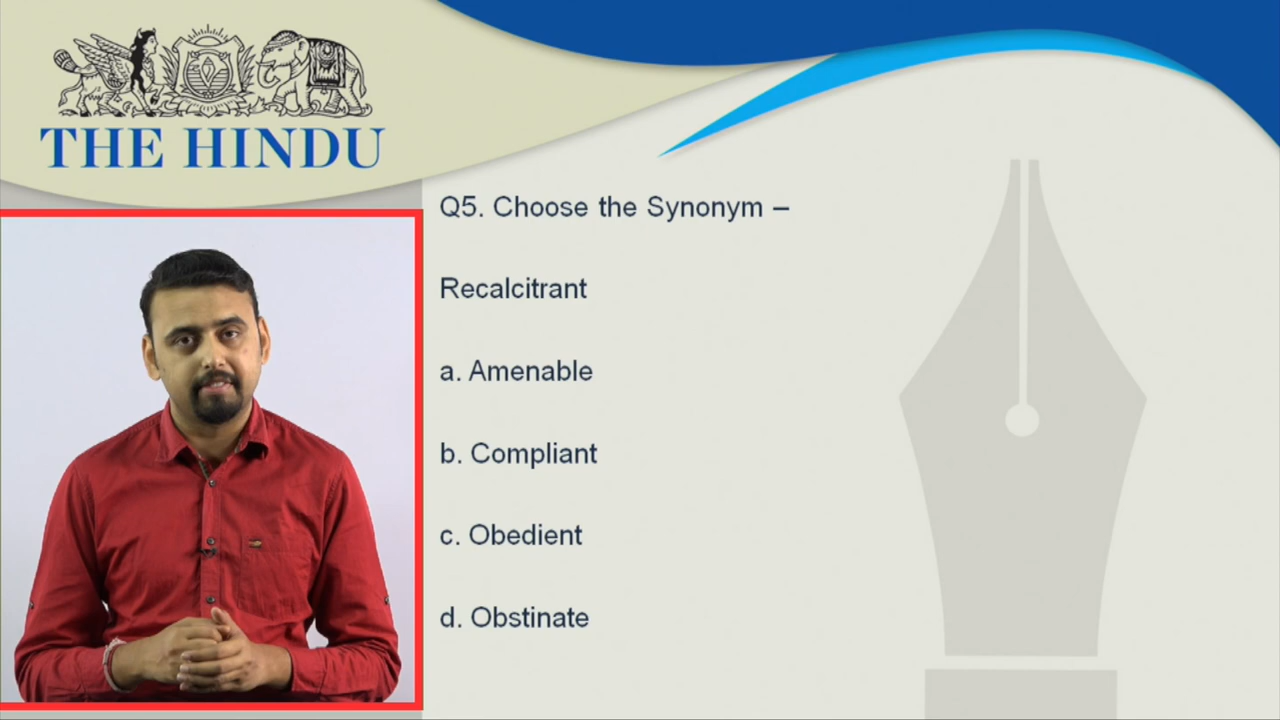 THE HINDU
Q5. Choose the Synonym –
Recalcitrant
a. Amenable
b. Compliant
c. Obedient
d. Obstinate